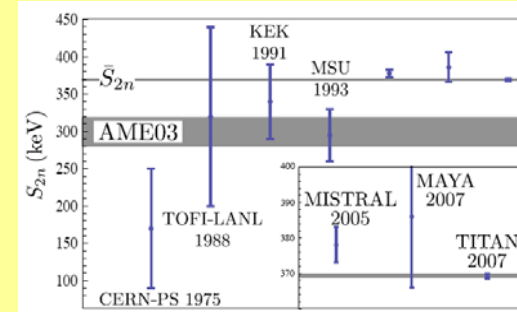 450
400
350
300
250
200
150
100
S2n (keV)
S̄2n
AME03
KEK
1991
MSU
1993
TOFI-LANL
1988
CERN-PS 1975
400
390
380
370
MISTRAL
2005
MAYA
2007
TITAN
2007